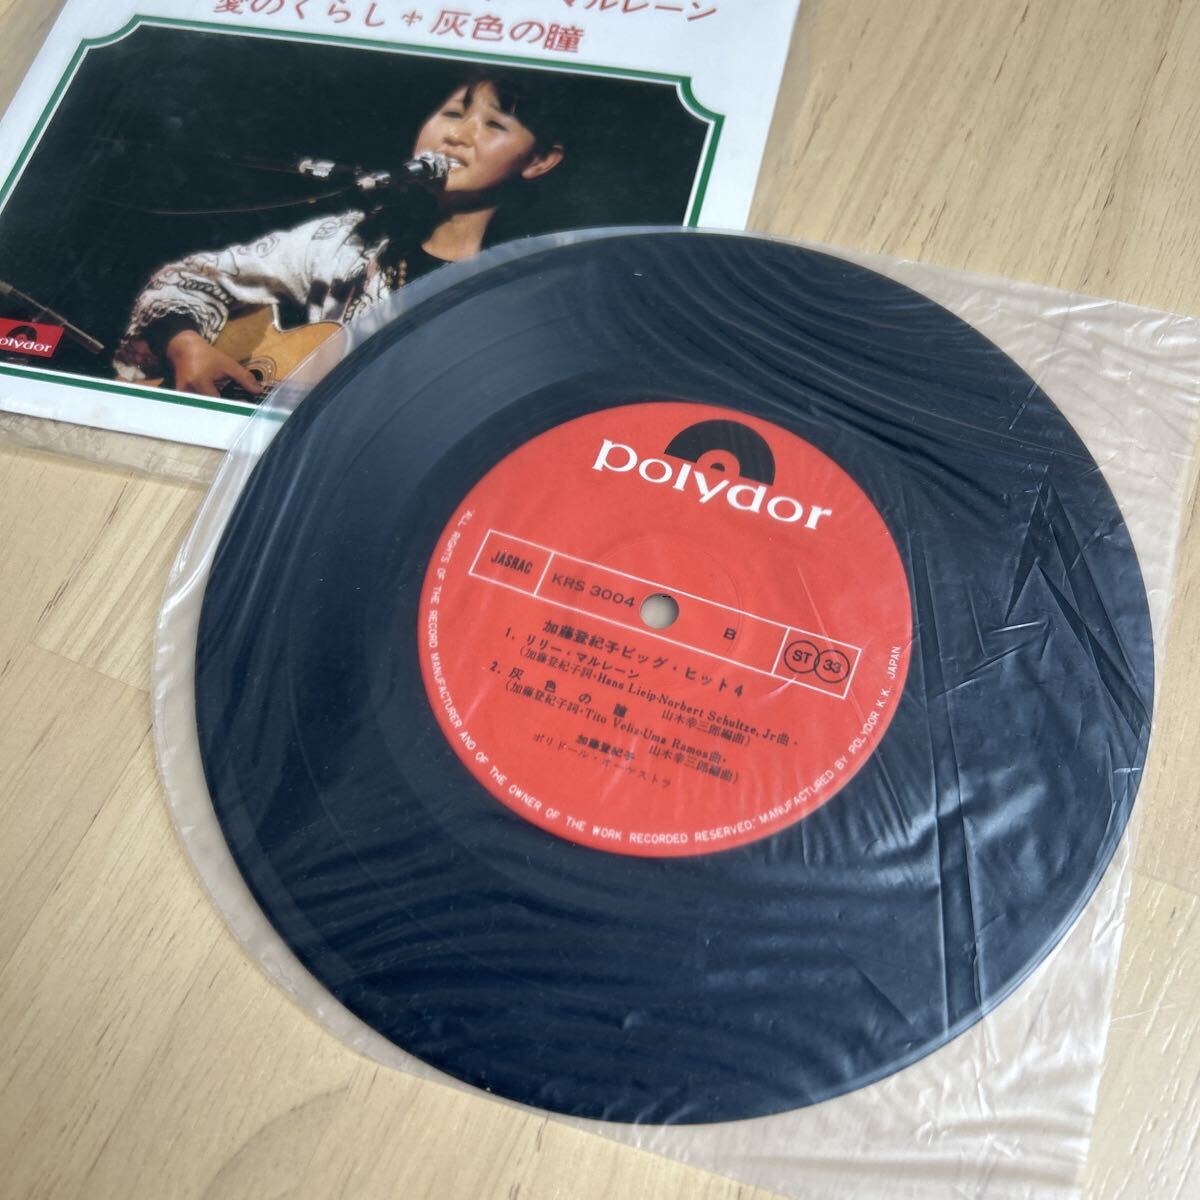 マルレーン
愛のくらし＊灰色の瞳
polydor
polydor
JASRAC KRS 3004 B ST 33
加藤登紀子ビッグ・ヒット4
1. リリー・マルレーン
(加藤登紀子詞・Hans Lieip・Norbert Schultze, Jr曲・山木幸三郎編曲)
2. 灰色の瞳
(加藤登紀子詞・Tito Veliz・Uma Ramos曲・山木幸三郎編曲)
加藤登紀子
ポリドール・オーケストラ
"ALL RIGHTS OF THE RECORD MANUFACTURER AND OF THE OWNER OF THE WORK RECORDED RESERVED." MANUFACTURED BY POLYDOR K.K. JAPAN